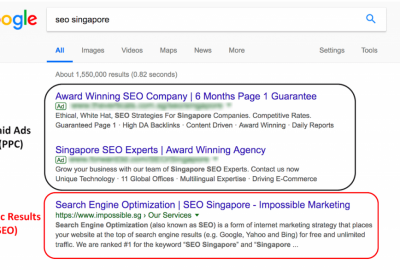 ogle
seo singapore
All Images Videos Maps News More Settings Tools
About 1,550,000 results (0.82 seconds)
Award Winning SEO Company | 6 Months Page 1 Guarantee
Ad
Ethical, White Hat, SEO Strategies For Singapore Companies. Competitive Rates.
Guaranteed Page 1 · High DA Backlinks · Content Driven · Award Winning · Daily Reports
aid Ads
(PPC)
Singapore SEO Experts | Award Winning Agency
Ad
Grow your business with our team of Singapore SEO Experts. Contact us now
Unique Technology · 11 Global Offices · Multilingual Expertise · Driving E-Commerce
c Results
SEO)
Search Engine Optimization | SEO Singapore - Impossible Marketing
https://www.impossible.sg › Our Services
Search Engine Optimization (also known as SEO) is a form of internet marketing strategy that places
your website at the top of search engine results (e.g. Google, Yahoo and Bing) for free and unlimited
traffic. We are ranked #1 for the keyword "SEO Singapore" and "Singapore ...